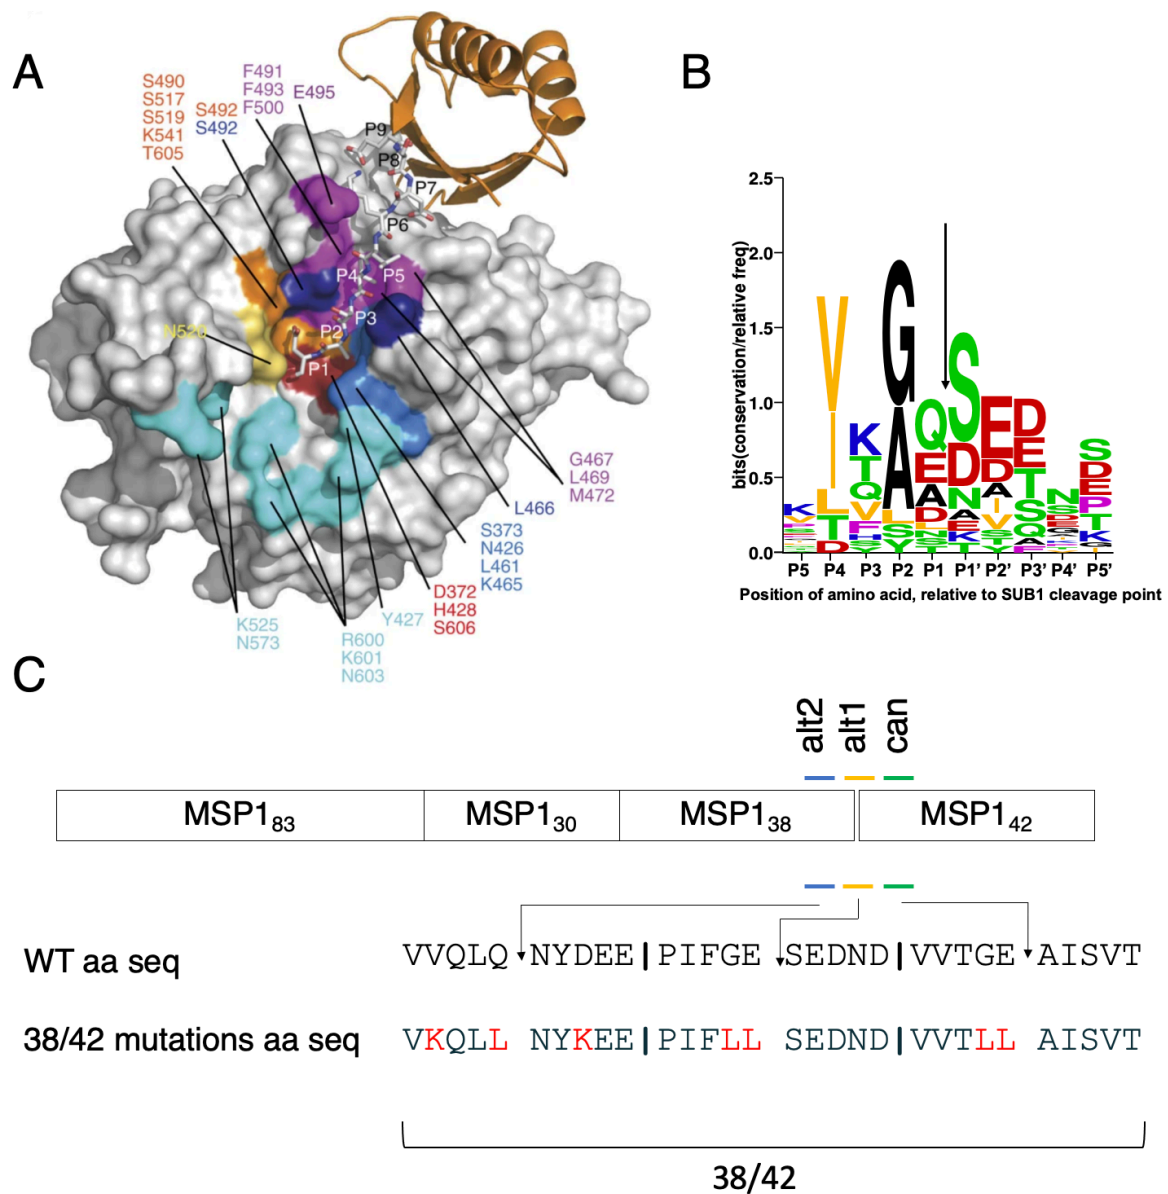 A
S490
S517
S519
K541
T605
S492
S492
F491
F493
F500
E495
P9
P8
P7
P6
P4 P5
P3
P2
P1
N520
G467
L469
M472
L466
S373
N426
L461
K465
D372
H428
S606
Y427
R600
K601
N603
K525
N573
B
bits(conservation/relative freq)
2.5
2.0
1.5
1.0
0.5
0.0
V I L T D
K T Q V
G A L S Y
Q E A D
S D N A E K T
E D A I V
D E T S Q A
N S
S D E P T K
P5 P4 P3 P2 P1 P1' P2' P3' P4' P5'
Position of amino acid, relative to SUB1 cleavage point
C
alt2 alt1 can
MSP1₈₃ MSP1₃₀ MSP1₃₈ MSP1₄₂
WT aa seq VVQLQ NYDEE | PIFGE SEDND | VVTGE AISVT
38/42 mutations aa seq VKQLL NYKEE | PIFLL SEDND | VVTLL AISVT
38/42